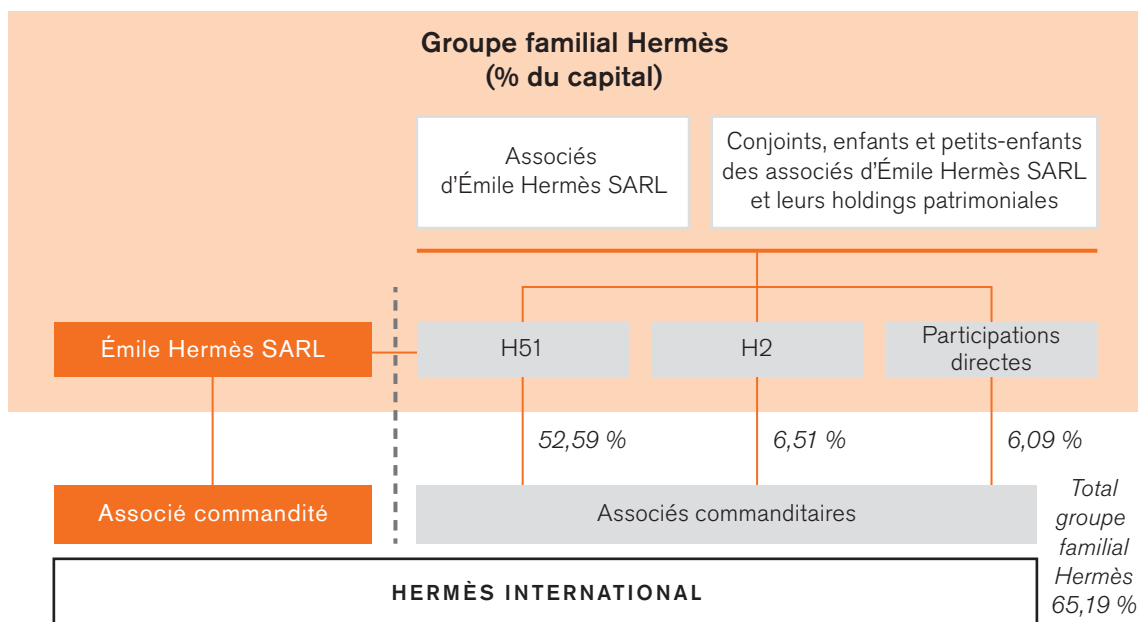 Groupe familial Hermès
(% du capital)
Associés
d'Émile Hermès SARL
Conjoints, enfants et petits-enfants
des associés d'Émile Hermès SARL
et leurs holdings patrimoniales
Émile Hermès SARL
H51
H2
Participations
directes
52,59 %
6,51 %
6,09 %
Associé commandité
Associés commanditaires
Total
groupe
familial
Hermès
65,19 %
HERMÈS INTERNATIONAL